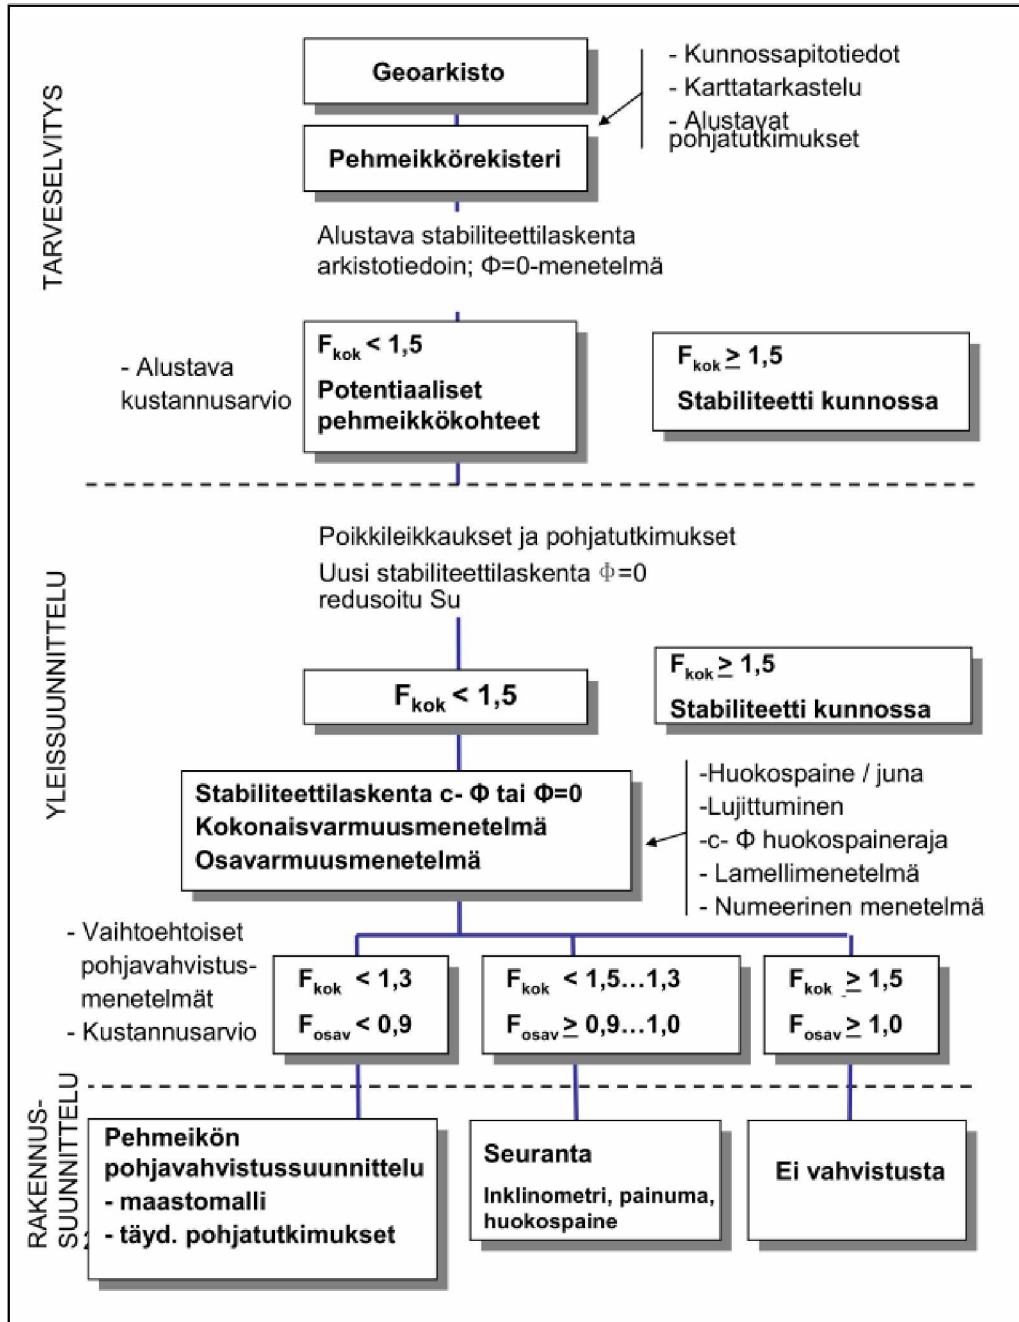 TARVESELVITYS
Geoarkisto
- Kunnossapitotiedot
- Karttatarkastelu
- Alustavat
pohjatutkimukset
Pehmeikkörekisteri
Alustava stabiliteettilaskenta
arkistotiedoin; Φ=0-menetelmä
- Alustava
kustannusarvio
Fkok < 1,5
Potentiaaliset
pehmeikkökohteet
Fkok ≥ 1,5
Stabiliteetti kunnossa
YLEISSUUNNITTELU
Poikkileikkaukset ja pohjatutkimukset
Uusi stabiliteettilaskenta Φ=0
redusoitu Su
Fkok < 1,5
Fkok ≥ 1,5
Stabiliteetti kunnossa
Stabiliteettilaskenta c- Φ tai Φ=0
Kokonaisvarmuusmenetelmä
Osavarmuusmenetelmä
-Huokospaine / juna
-Lujittuminen
-c- Φ huokospaineraja
- Lamellimenetelmä
- Numeerinen menetelmä
- Vaihtoehtoiset
pohjavahvistus-
menetelmät
- Kustannusarvio
Fkok < 1,3
Fosav < 0,9
Fkok < 1,5...1,3
Fosav ≥ 0,9...1,0
Fkok ≥ 1,5
Fosav ≥ 1,0
RAKENNUS-
SUUNNITTELU
Pehmeikön
pohjavahvistussuunnittelu
- maastomalli
- täyd. pohjatutkimukset
Seuranta
Inklinometri, painuma,
huokospaine
Ei vahvistusta